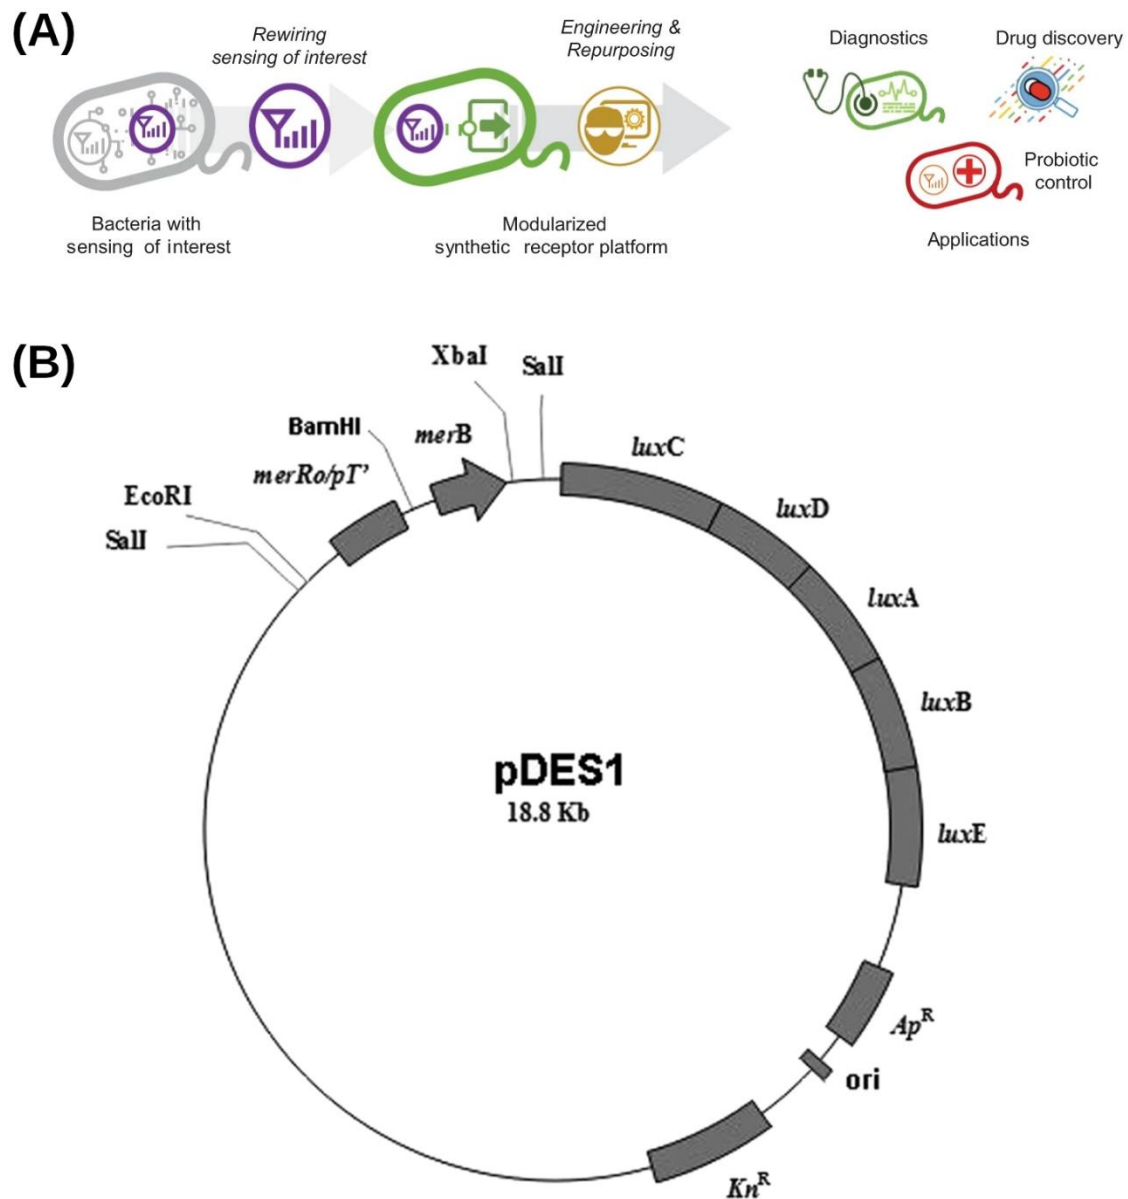 (A)
Rewiring
sensing of interest
Engineering &
Repurposing
Diagnostics
Drug discovery
Probiotic
control
Bacteria with
sensing of interest
Modularized
synthetic receptor platform
Applications
(B)
XbaI
SalI
BamHI
merB
luxC
merRo/pT'
luxD
EcoRI
SalI
luxA
luxB
pDES1
18.8 Kb
luxE
Ap^R
ori
Kn^R